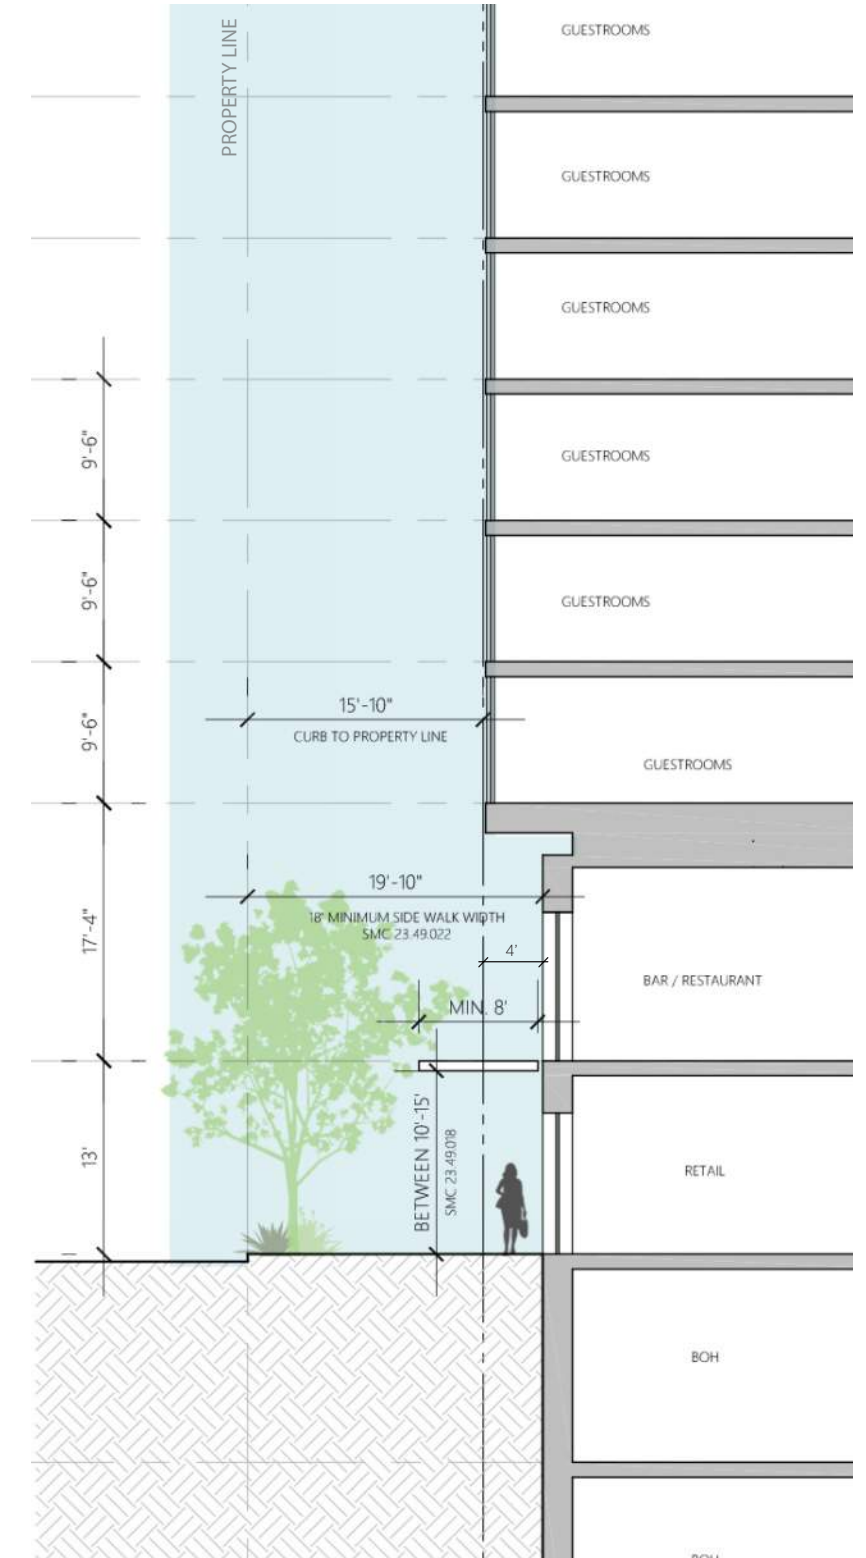 PROPERTY LINE
GUESTROOMS
GUESTROOMS
GUESTROOMS
9'-6"
GUESTROOMS
9'-6"
GUESTROOMS
9'-6"
15'-10"
CURB TO PROPERTY LINE
GUESTROOMS
17'-4"
19'-10"
18' MINIMUM SIDE WALK WIDTH
SMC 23.49.022
4'
BAR / RESTAURANT
MIN. 8'
13'
BETWEEN 10'-15'
SMC 23.49.018
RETAIL
BOH
BOH